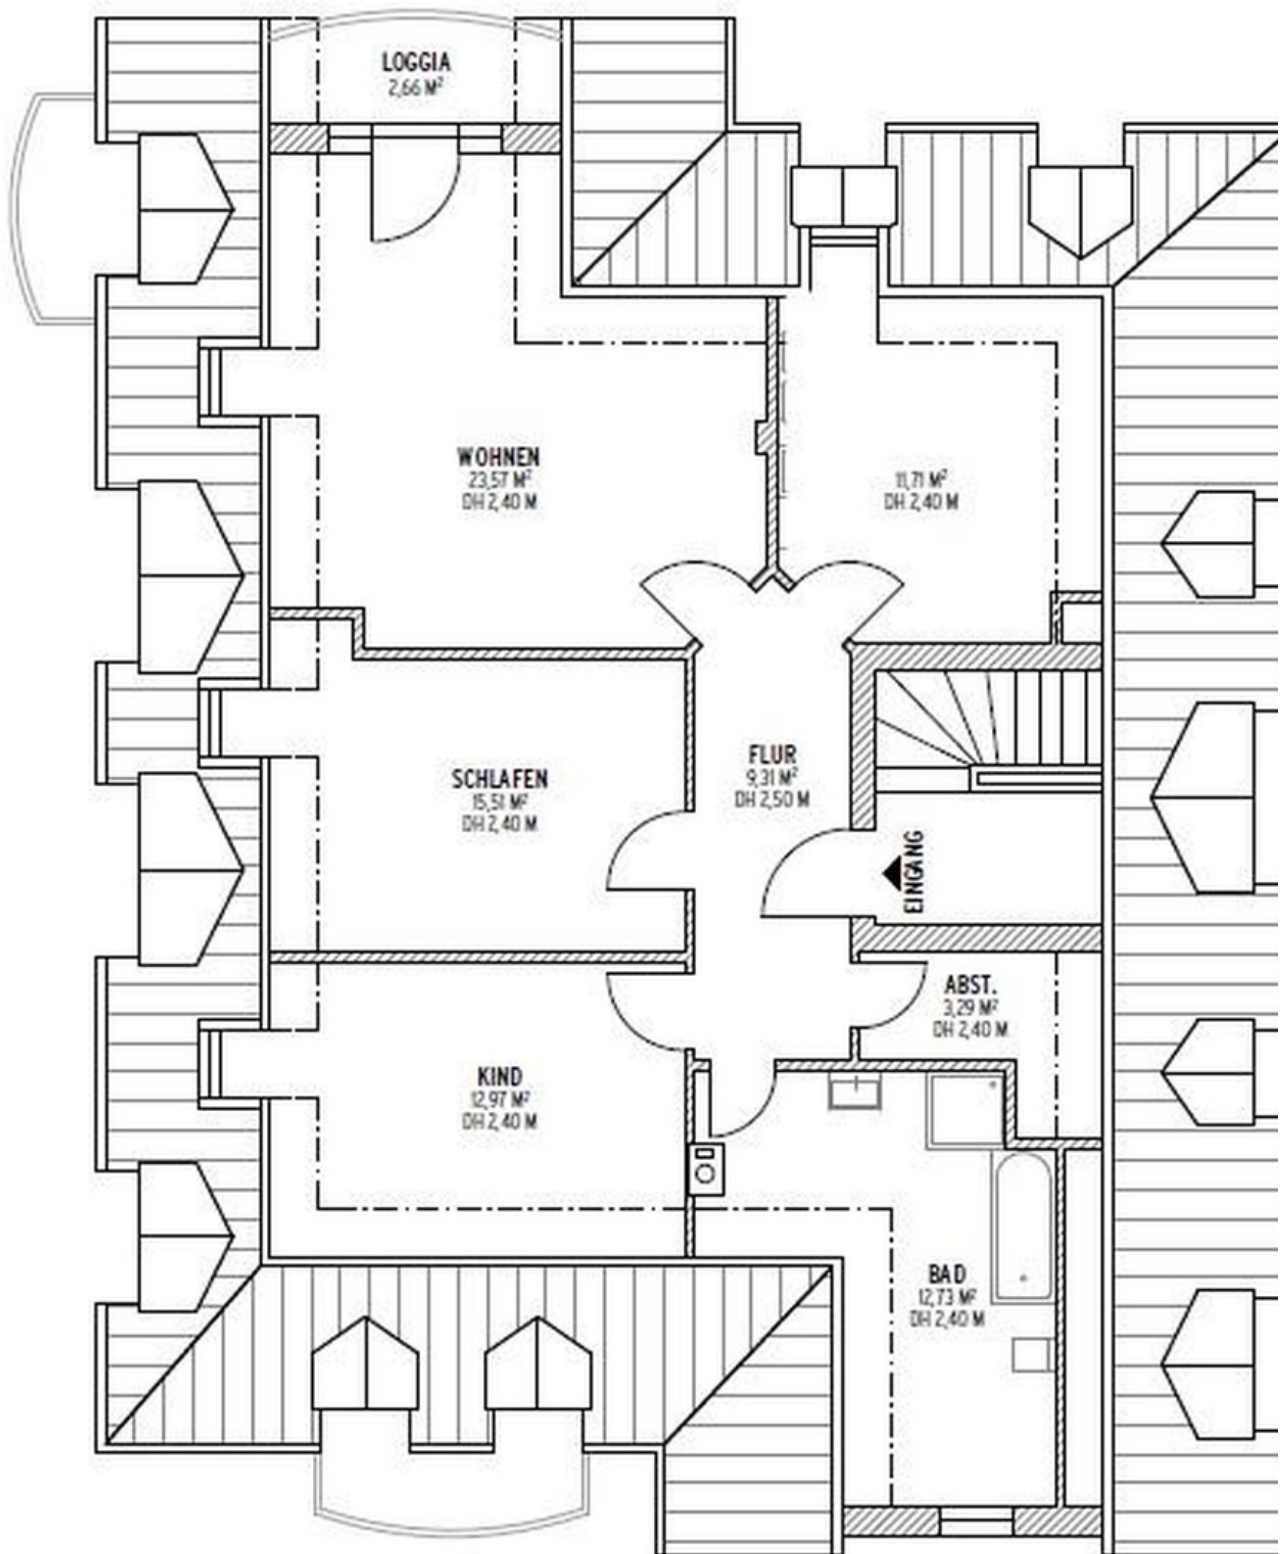 LOGGIA
2,66 M²
WOHNEN
23,57 M²
DH 2,40 M
11,71 M²
DH 2,40 M
SCHLAFEN
15,51 M²
DH 2,40 M
FLUR
9,31 M²
DH 2,50 M
EINGANG
ABST.
3,29 M²
DH 2,40 M
KIND
12,97 M²
DH 2,40 M
BAD
12,73 M²
DH 2,40 M